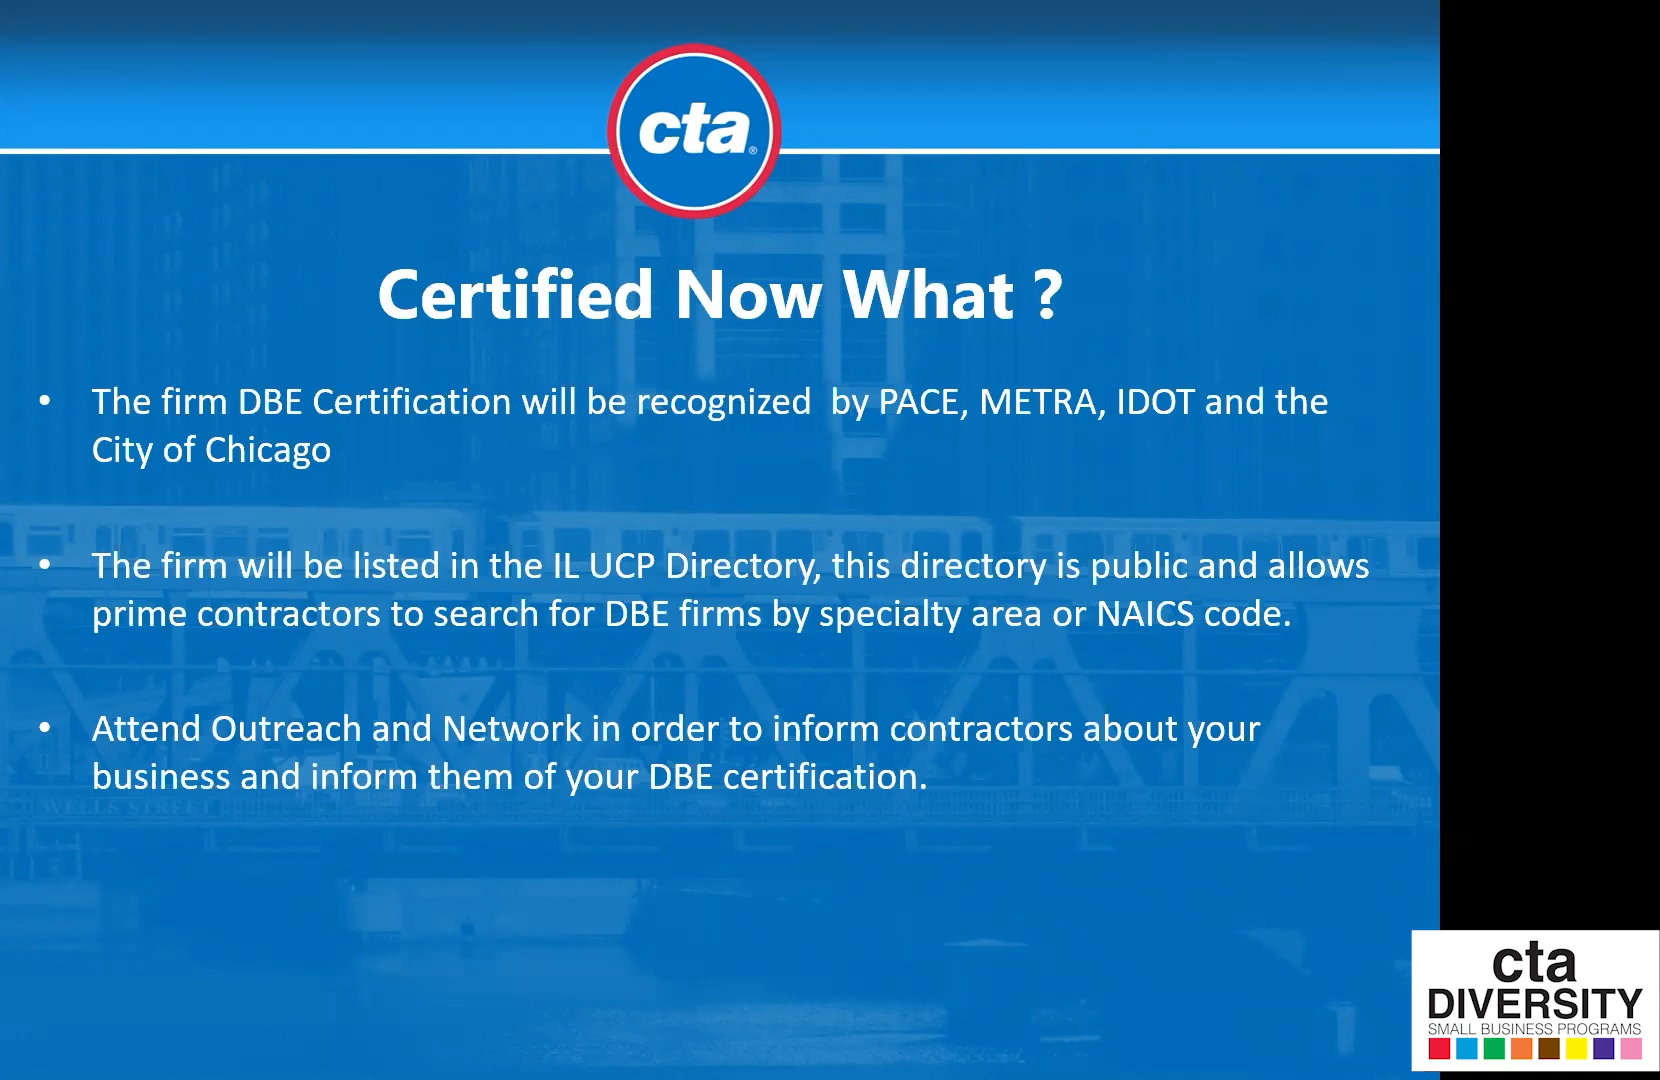 cta®
Certified Now What ?
• The firm DBE Certification will be recognized  by PACE, METRA, IDOT and the
City of Chicago
• The firm will be listed in the IL UCP Directory, this directory is public and allows
prime contractors to search for DBE firms by specialty area or NAICS code.
• Attend Outreach and Network in order to inform contractors about your
business and inform them of your DBE certification.
WELLS STREET
cta
DIVERSITY
SMALL BUSINESS PROGRAMS